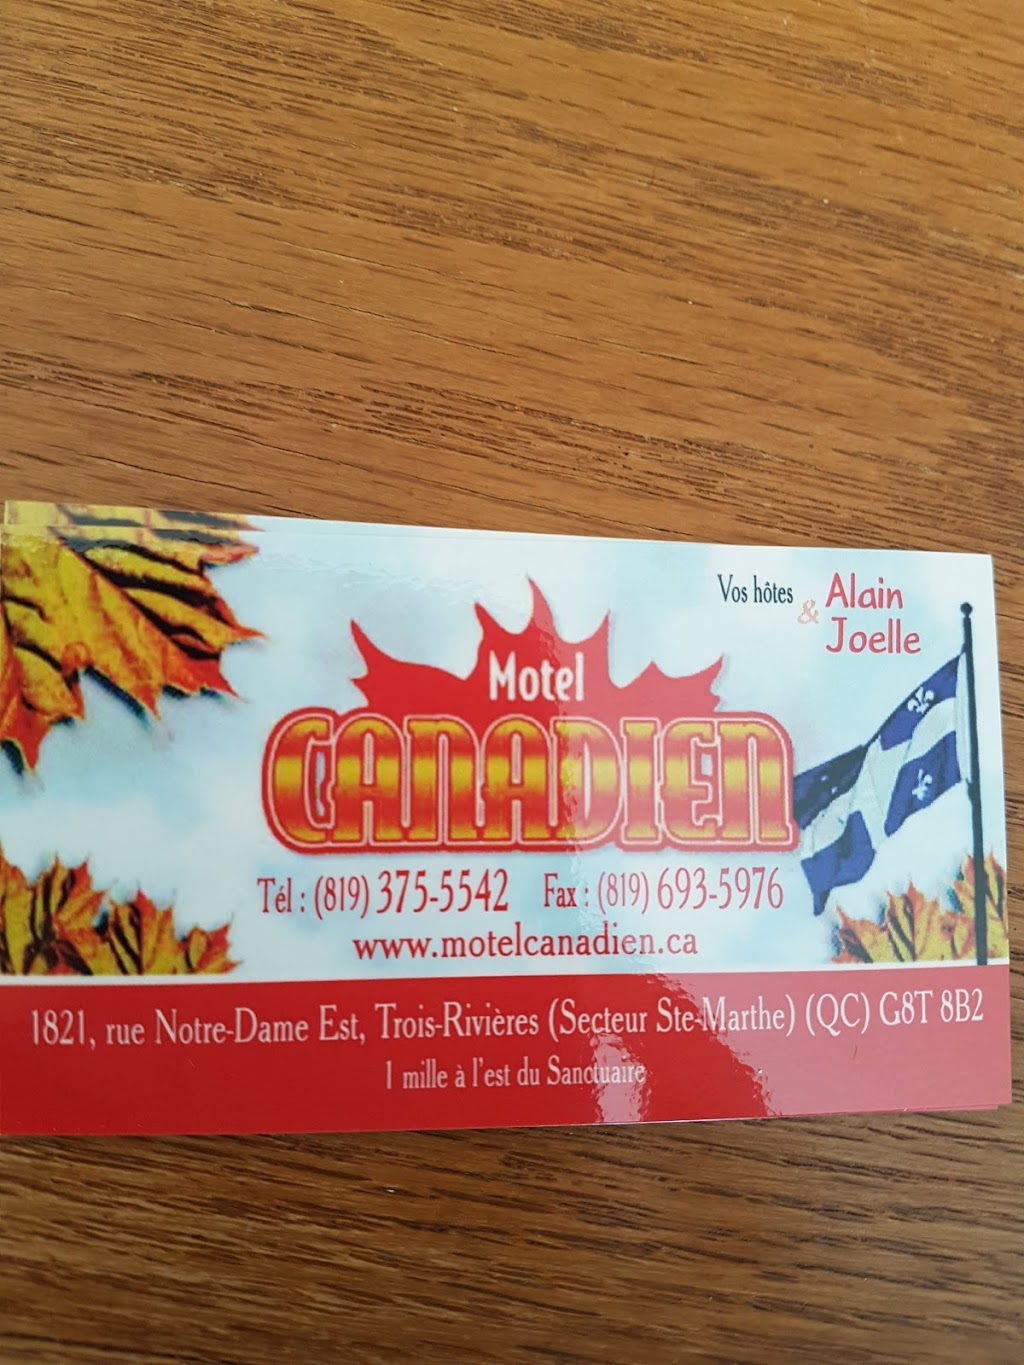 Vos hôtes Alain
& Joelle
Motel
CANADIEN
Tél : (819) 375-5542 Fax : (819) 693-5976
www.motelcanadien.ca
1821, rue Notre-Dame Est, Trois-Rivières (Secteur Ste-Marthe) (QC) G8T 8B2
1 mille à l'est du Sanctuaire